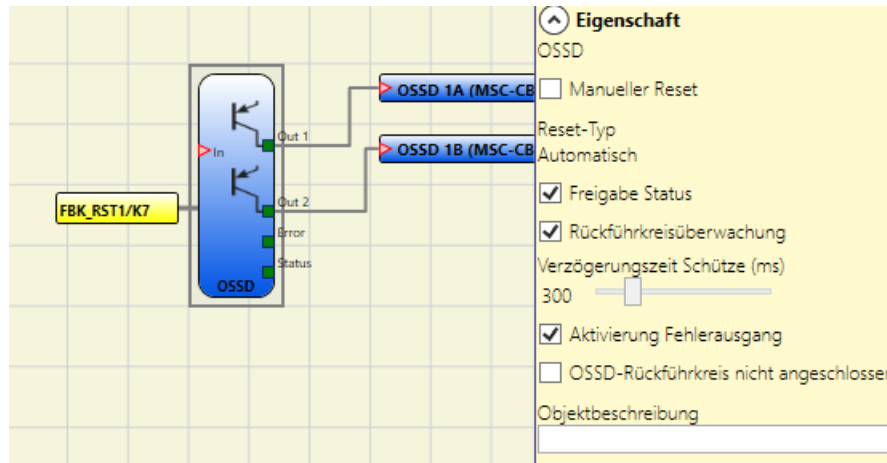 Eigenschaft
OSSD
Manueller Reset
Reset-Typ
Automatisch
Freigabe Status
Rückführkreisüberwachung
Verzögerungszeit Schütze (ms)
300
Aktivierung Fehlerausgang
OSSD-Rückführkreis nicht angeschlossen
Objektbeschreibung
OSSD 1A (MSC-CB
OSSD 1B (MSC-CB
In
Out 1
Out 2
Error
Status
OSSD
FBK_RST1/K7